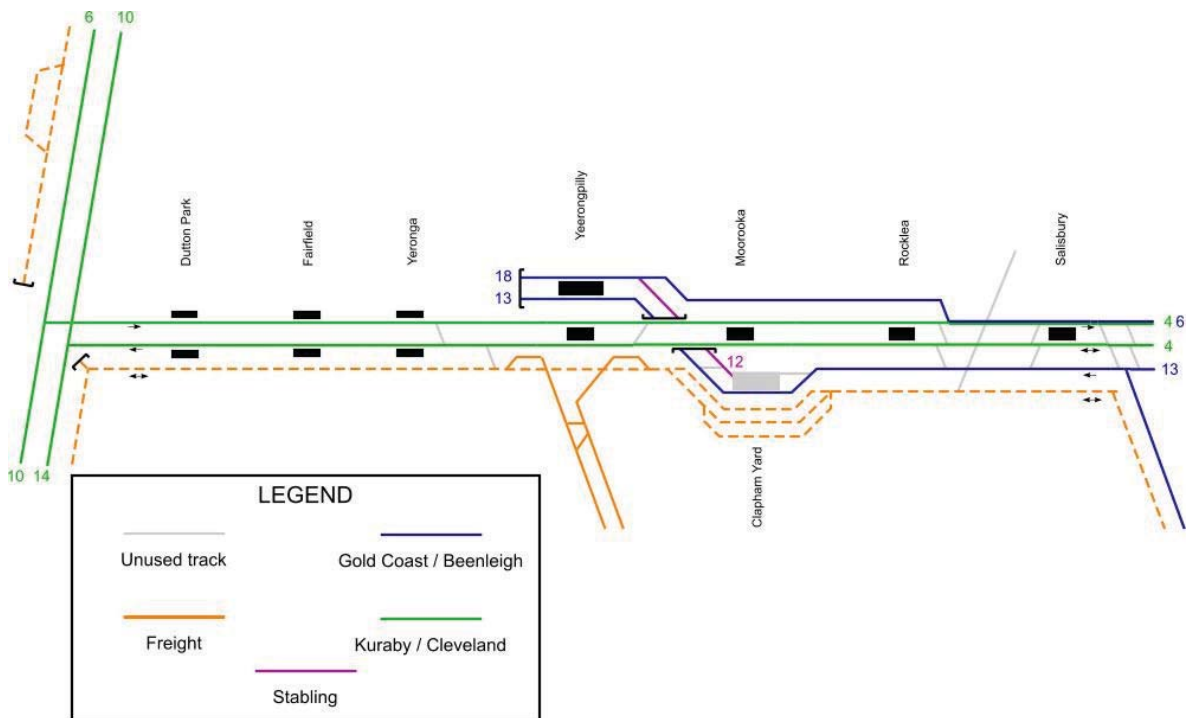 6 10
Dutton Park
Fairfield
Yeronga
Yeerongpilly
Moorooka
Rocklea
Salisbury
18
13
4 6
4
12
13
10 14
Clapham Yard
LEGEND
Unused track
Gold Coast / Beenleigh
Freight
Kuraby / Cleveland
Stabling